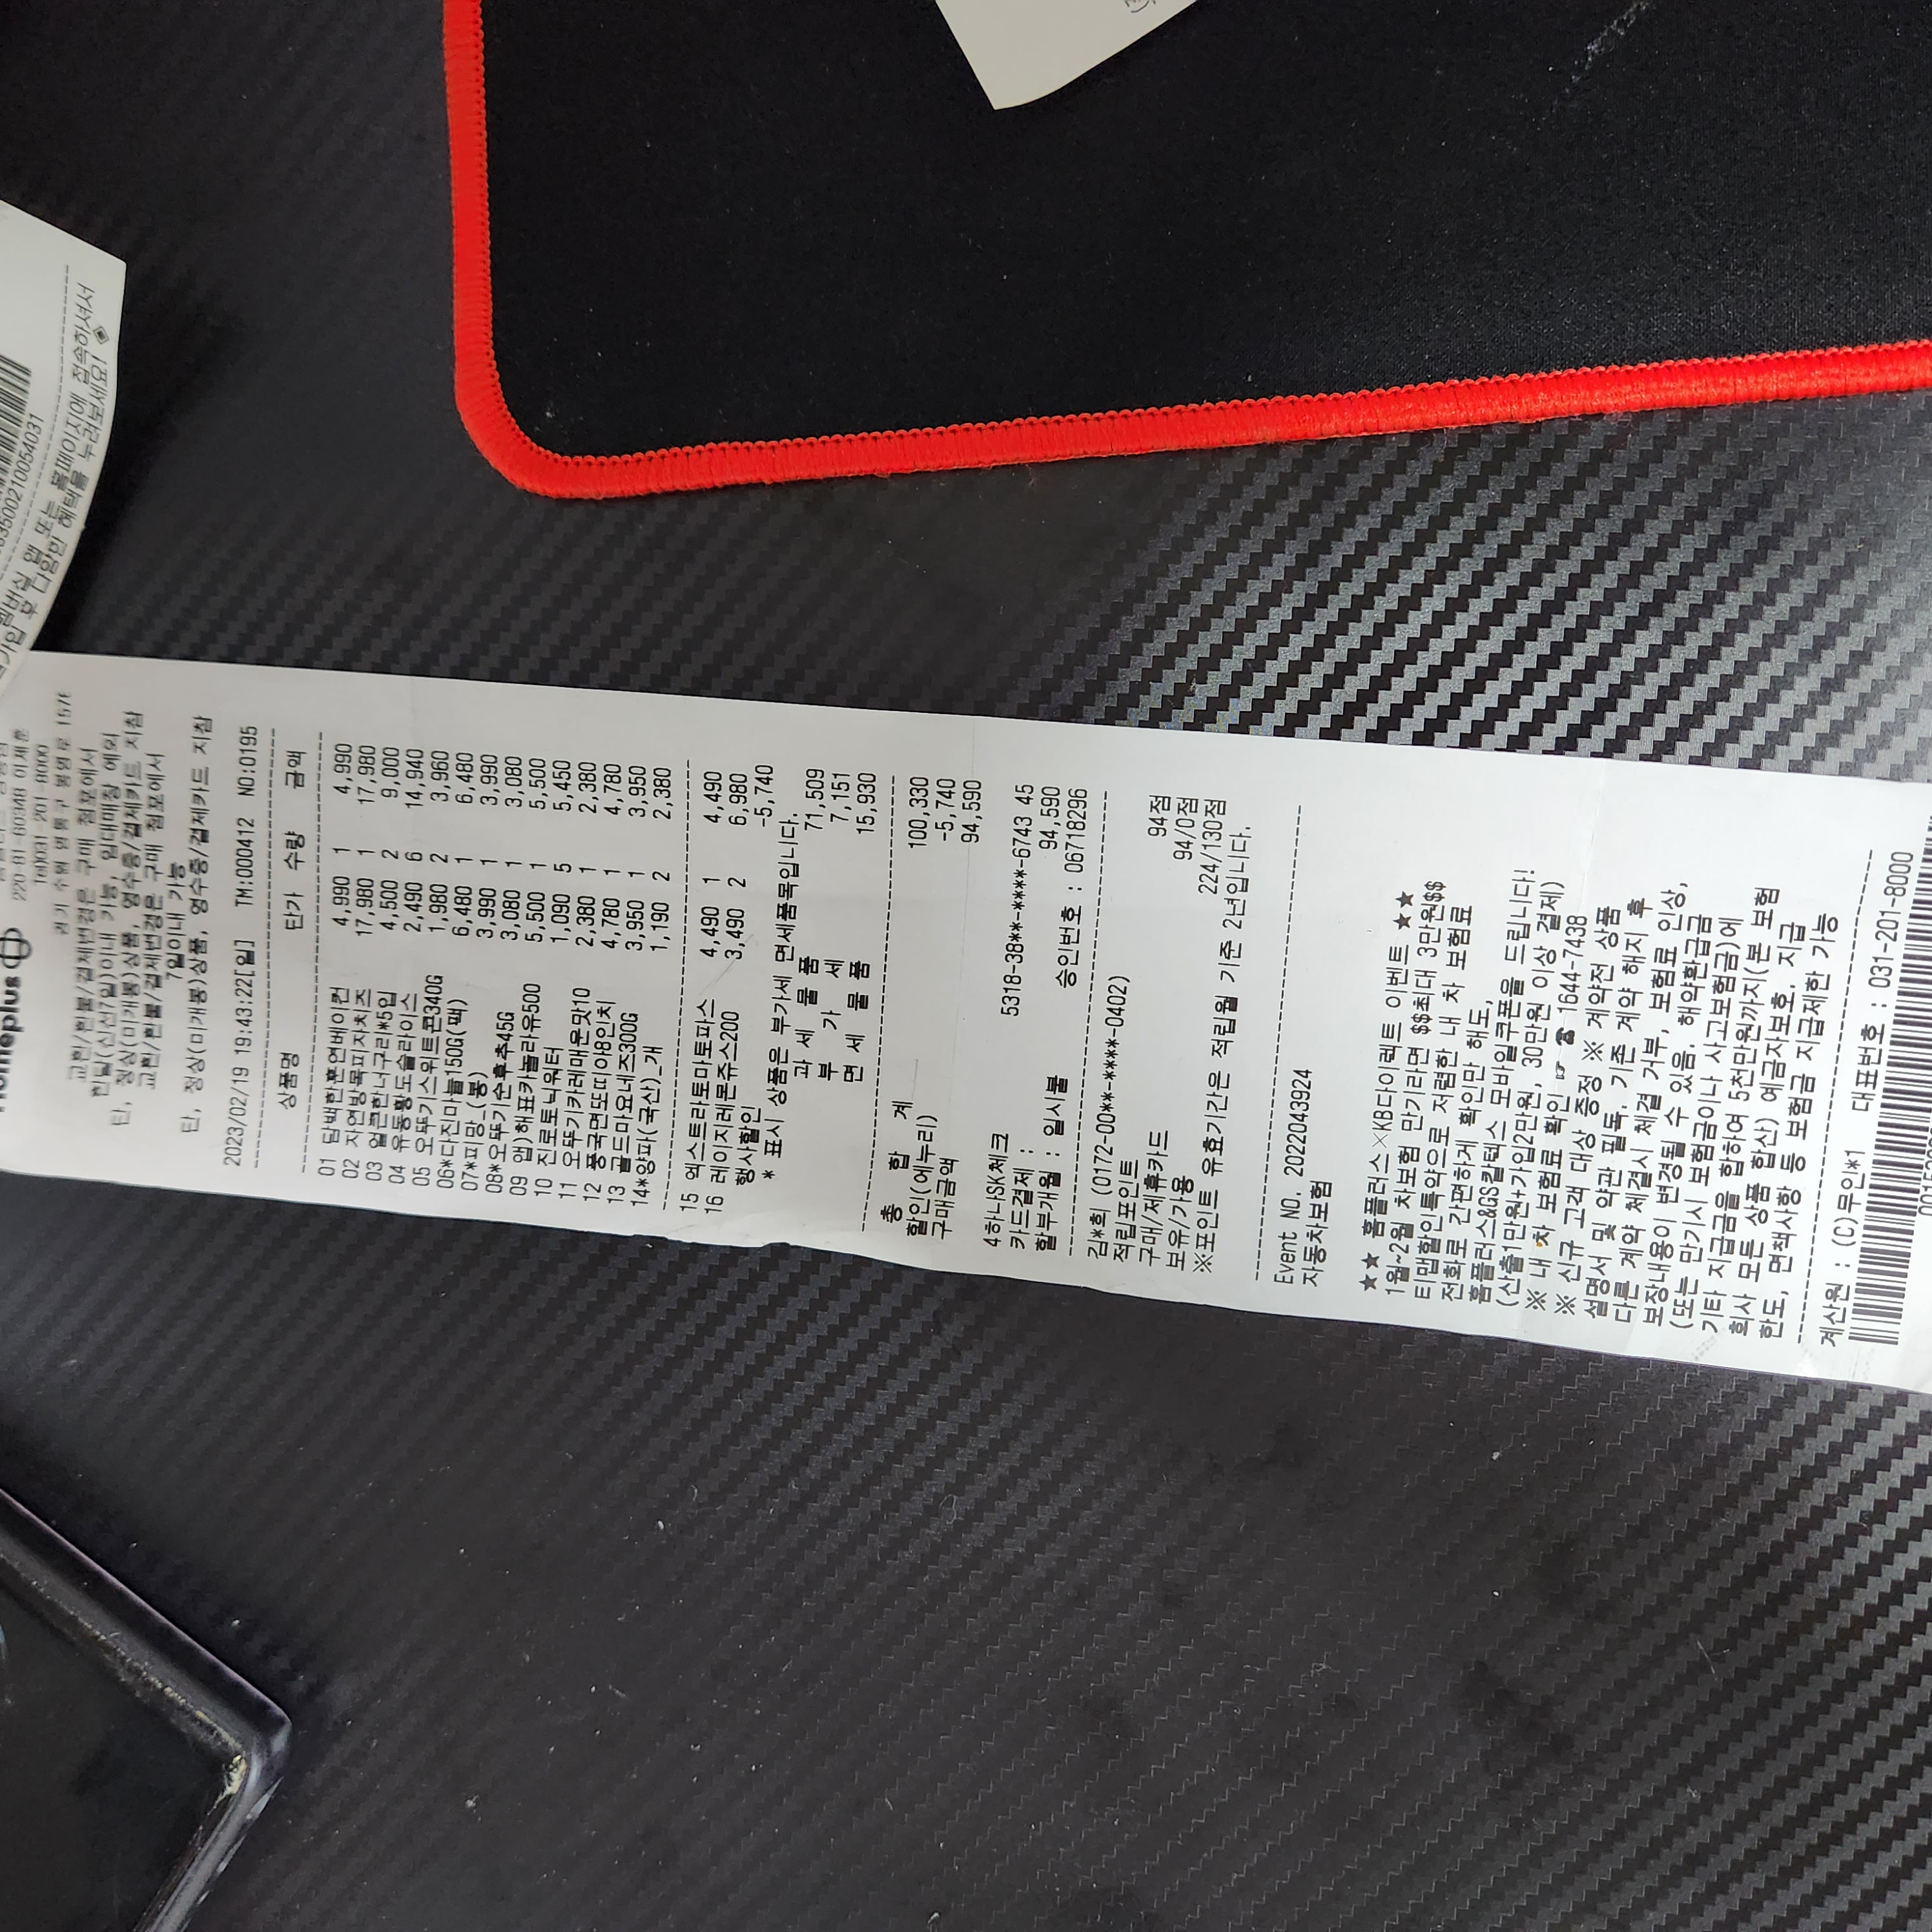 Homeplus
220-81-60348 이제훈
Tel)031-201-8000
경기 수원 영통구 봉영로 1576
교환/환불/결제변경은 구매 점포에서
한달(신선7일)이내 가능, 임대매장 예외
단, 정상(미개봉)상품, 영수증/결제카드 지참
교환/환불/결제변경은 구매 점포에서
7일이내 가능
단, 정상(미개봉)상품, 영수증/결제카드 지참
2023/02/19 19:43:22[일] TM:000412 NO:0195
상품명 단가 수량 금액
01 담백한훈연베이컨 4,990 1 4,990
02 자연방목피자치즈 17,980 1 17,980
03 얼큰한너구리*5입 4,500 2 9,000
04 유동황도슬라이스 2,490 6 14,940
05 오뚜기스위트콘340G 1,980 2 3,960
06*다진마늘150G(팩) 6,480 1 6,480
07*피망_(봉) 3,990 1 3,990
08*오뚜기순후추45G 3,080 1 3,080
09 앱)해표카놀라유500 5,500 1 5,500
10 진로토닉워터 1,090 5 5,450
11 오뚜기카레매운맛10 2,380 1 2,380
12 풍국면또띠아8인치 4,780 1 4,780
13 골드마요네즈300G 3,950 1 3,950
14*양파(국산)_개 1,190 2 2,380
15 엑스트라토마토파스 4,490 1 4,490
16 레이지레몬쥬스200 3,490 2 6,980
행사할인 -5,740
* 표시 상품은 부가세 면세품목입니다.
과 세 물 품 71,509
부 가 세 7,151
면 세 물 품 15,930
총 합 계 100,330
할인(에누리) -5,740
구매금액 94,590
4하나SK체크 5318-38**-****-6743 45
카드결제 : 94,590
할부개월 : 일시불 승인번호 : 06718296
김*희 (0172-00**-****-0402)
적립포인트 94점
구매/제휴카드 94/0점
보유/가용 224/130점
※포인트 유효기간은 적립월 기준 2년입니다.
Event NO. 2022043924
자동차보험
★★ 홈플러스×KB다이렉트 이벤트 ★★
1월~2월 차보험 만기라면 $$최대 3만원$$
티맵할인특약으로 저렴한 내 차 보험료
전화로 간편하게 확인만 해도,
홈플러스&GS칼텍스 모바일쿠폰을 드립니다!
(산출1만원+가입2만원, 30만원 이상 결제)
※ 내 차 보험료 확인 ☞ ☎ 1644-7438
※ 신규 고객 대상 증정 ※ 계약전 상품
설명서 및 약관 필독. 기존 계약 해지 후
다른 계약 체결시 체결 거부, 보험료 인상,
보장내용이 변경될 수 있음. 해약환급금
(또는 만기시 보험금이나 사고보험금)에
기타 지급금을 합하여 5천만원까지(본 보험
회사 모든 상품 합산) 예금자보호. 지급
한도, 면책사항 등 보험금 지급제한 가능
계산원 : (C)무인*1 대표번호 : 031-201-8000
3500210054031
멤버십 앱 또는 홈페이지에 접속하셔서
가입 후 다양한 혜택을 누려보세요! ◈